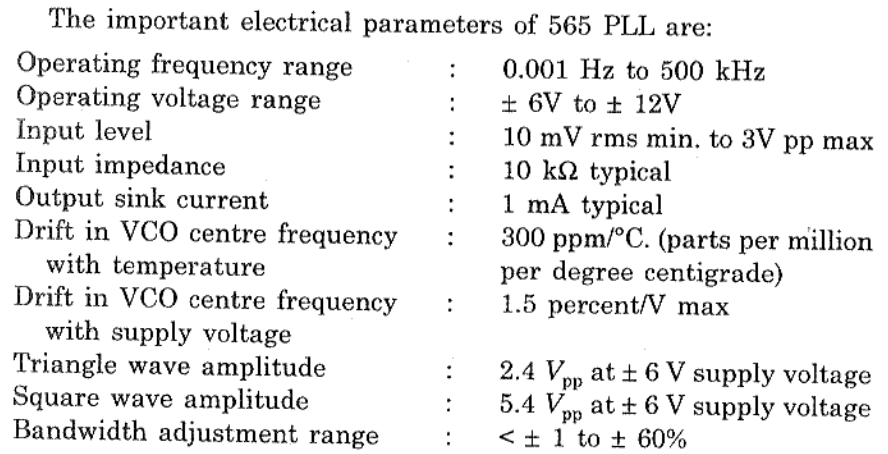 The important electrical parameters of 565 PLL are:
Operating frequency range : 0.001 Hz to 500 kHz
Operating voltage range : ± 6V to ± 12V
Input level : 10 mV rms min. to 3V pp max
Input impedance : 10 kΩ typical
Output sink current : 1 mA typical
Drift in VCO centre frequency : 300 ppm/°C. (parts per million
with temperature per degree centigrade)
Drift in VCO centre frequency : 1.5 percent/V max
with supply voltage
Triangle wave amplitude : 2.4 Vpp at ± 6 V supply voltage
Square wave amplitude : 5.4 Vpp at ± 6 V supply voltage
Bandwidth adjustment range : < ± 1 to ± 60%